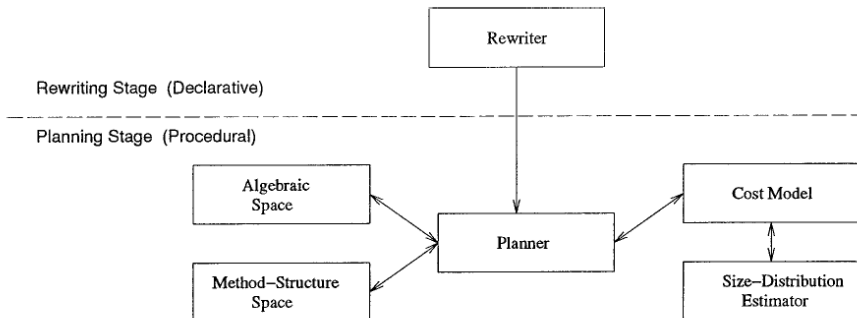 Rewriter
Rewriting Stage (Declarative)
Planning Stage (Procedural)
Algebraic
Space
Cost Model
Planner
Method−Structure
Space
Size−Distribution
Estimator